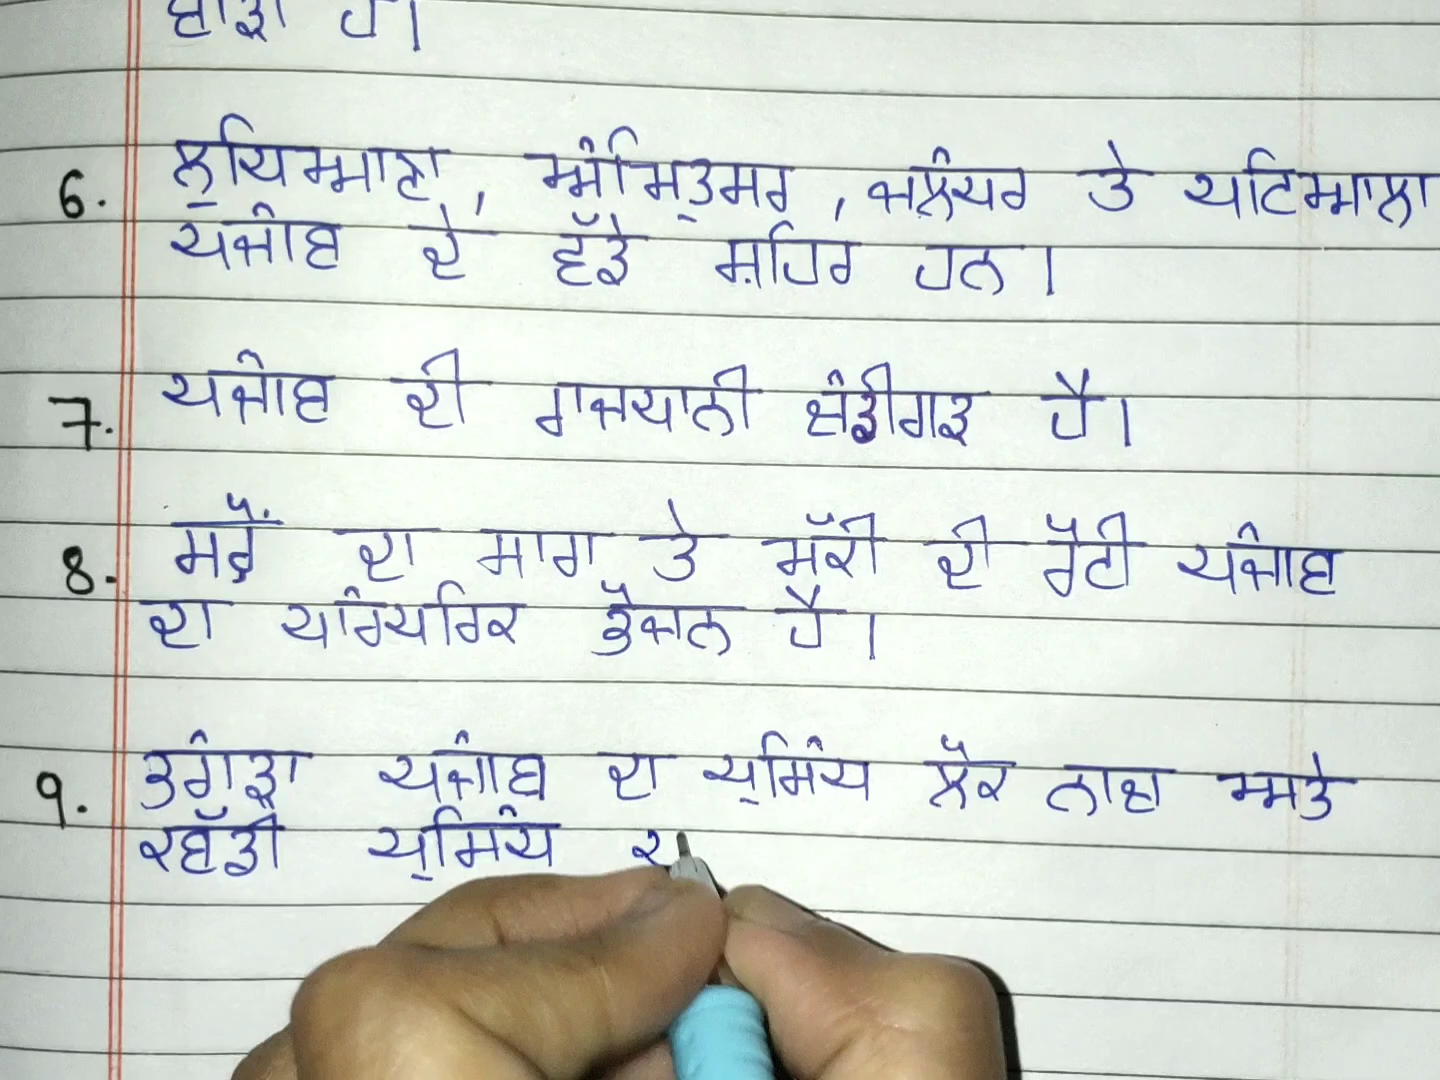 6. ਲੁਧਿਆਣਾ, ਅੰਮ੍ਰਿਤਸਰ, ਜਲੰਧਰ ਤੇ ਪਟਿਆਲਾ
ਪੰਜਾਬ ਦੇ ਵੱਡੇ ਸ਼ਹਿਰ ਹਨ।
7. ਪੰਜਾਬ ਦੀ ਰਾਜਧਾਨੀ ਚੰਡੀਗੜ ਹੈ।
8. ਸਰੋਂ ਦਾ ਸਾਗ ਤੇ ਮੱਕੀ ਦੀ ਰੋਟੀ ਪੰਜਾਬ
ਦਾ ਪਰੰਪਰਿਕ ਭੋਜਨ ਹੈ।
9. ਭੰਗੜਾ ਪੰਜਾਬ ਦਾ ਪ੍ਰਸਿੱਧ ਲੋਕ ਨਾਚ ਅਤੇ
ਕਬੱਡੀ ਪ੍ਰਸਿੱਧ